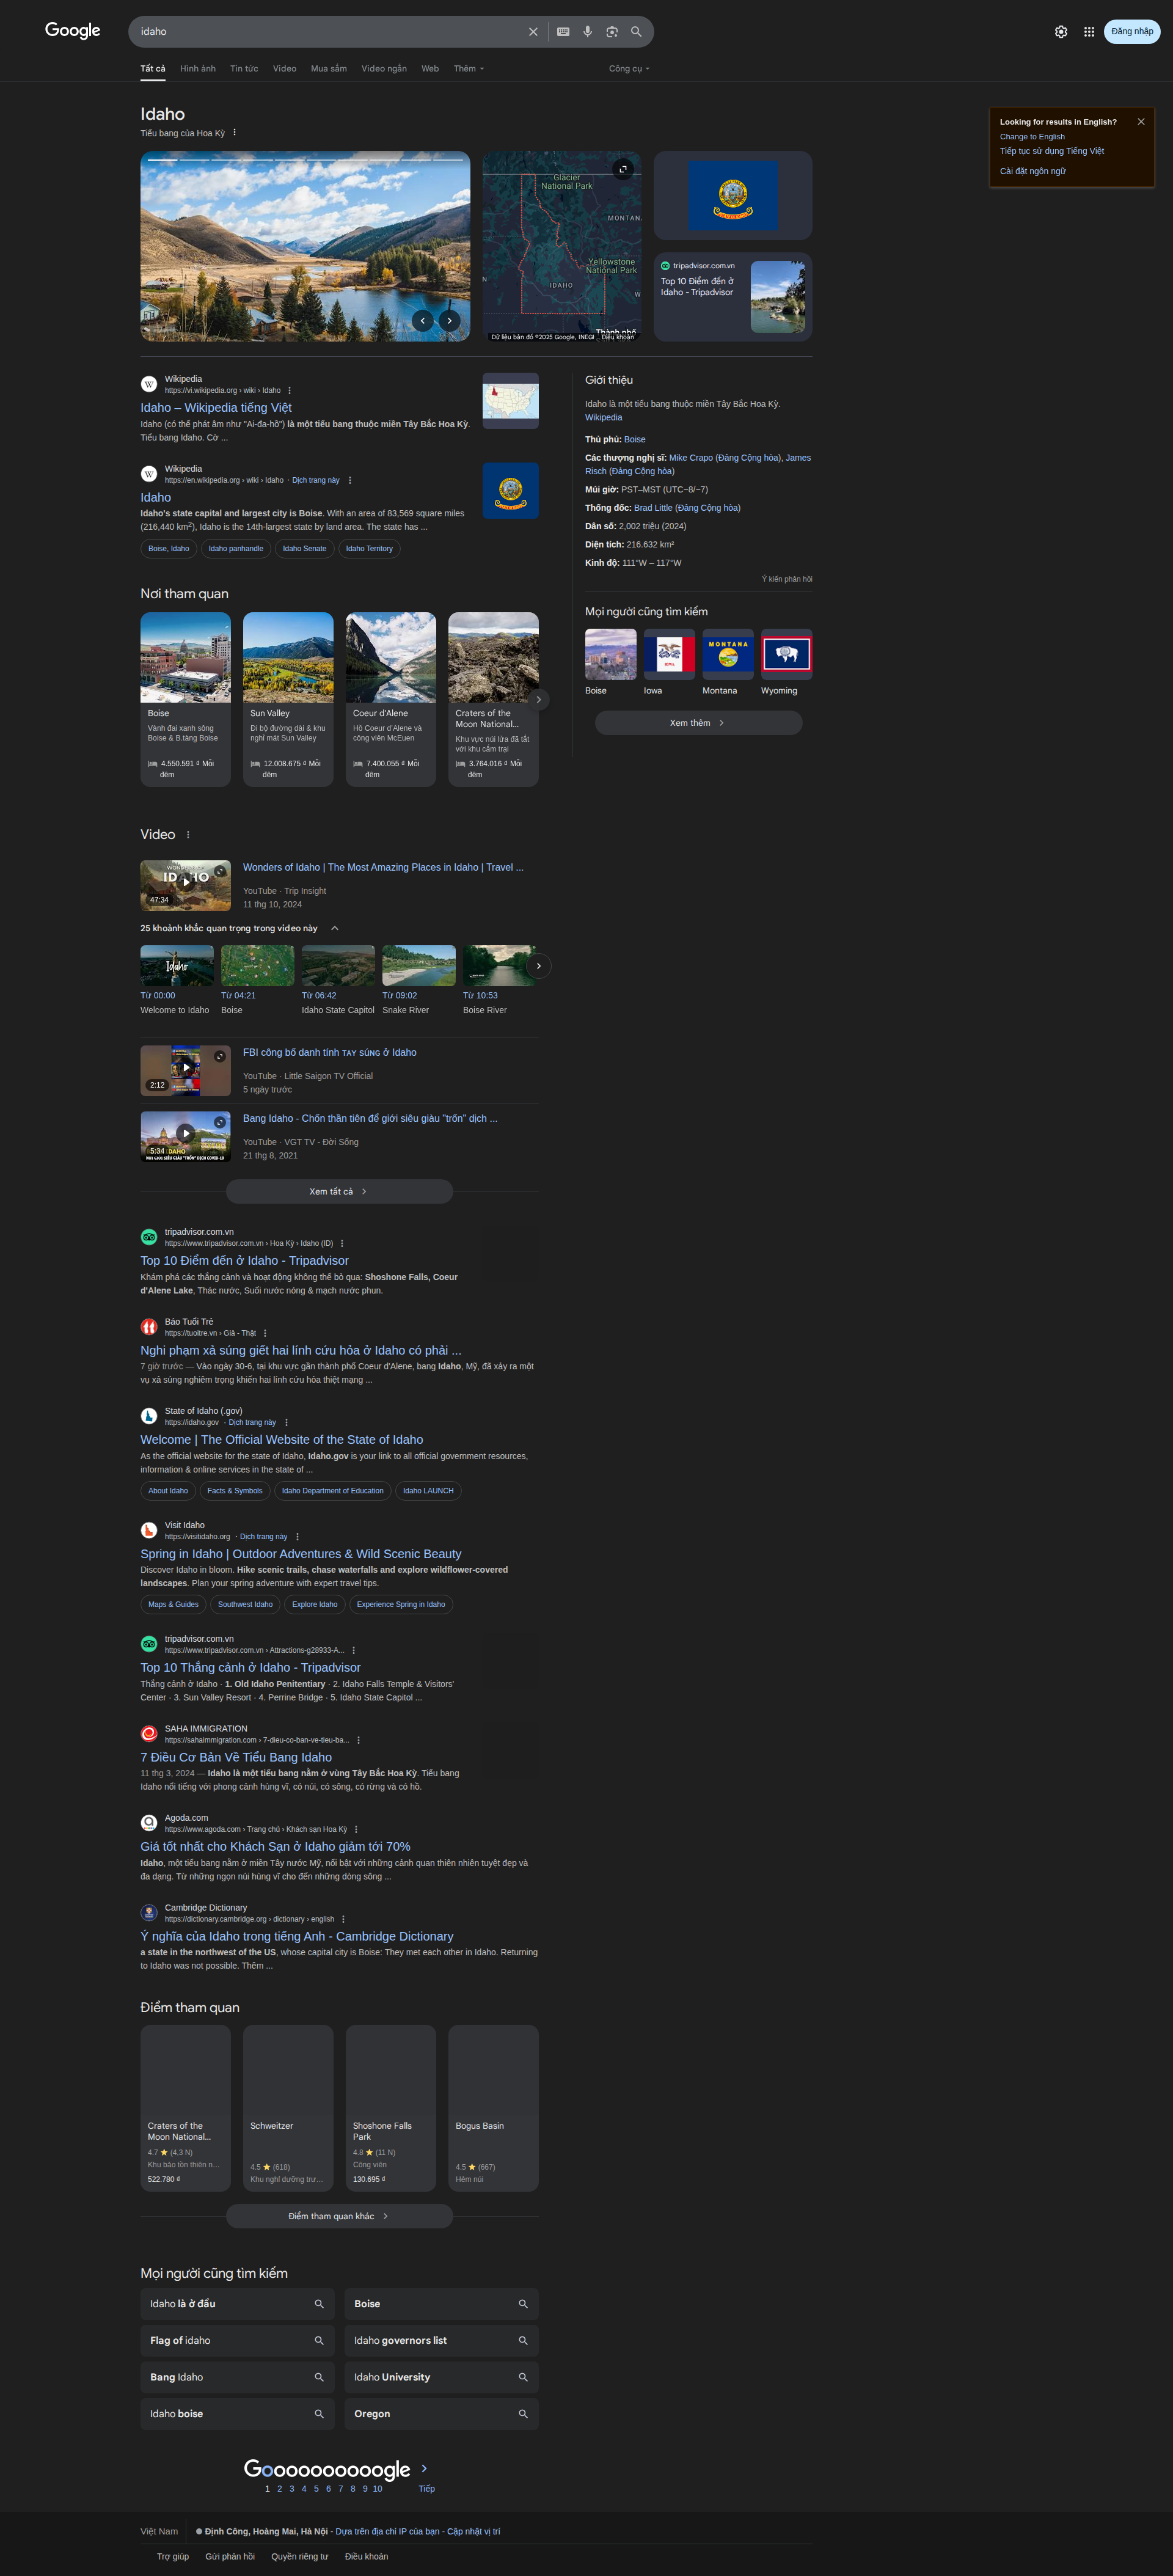 Google
idaho
Đăng nhập
Tất cả
Hình ảnh
Tin tức
Video
Mua sắm
Video ngắn
Web
Thêm
Công cụ
Looking for results in English?
Change to English
Tiếp tục sử dụng Tiếng Việt
Cài đặt ngôn ngữ
Idaho
Tiểu bang của Hoa Kỳ
Glacier
National Park
MONTANA
Yellowstone
National Park
IDAHO
Dữ liệu bản đồ ©2025 Google, INEGI
Điều khoản
tripadvisor.com.vn
Top 10 Điểm đến ở
Idaho - Tripadvisor
Wikipedia
https://vi.wikipedia.org › wiki › Idaho
Idaho – Wikipedia tiếng Việt
Idaho (có thể phát âm như "Ai-đa-hồ") là một tiểu bang thuộc miền Tây Bắc Hoa Kỳ.
Tiểu bang Idaho. Cờ ...
Wikipedia
https://en.wikipedia.org › wiki › Idaho · Dịch trang này
Idaho
Idaho's state capital and largest city is Boise. With an area of 83,569 square miles
(216,440 km2), Idaho is the 14th-largest state by land area. The state has ...
Boise, Idaho
Idaho panhandle
Idaho Senate
Idaho Territory
Giới thiệu
Idaho là một tiểu bang thuộc miền Tây Bắc Hoa Kỳ.
Wikipedia
Thủ phủ: Boise
Các thượng nghị sĩ: Mike Crapo (Đảng Cộng hòa), James
Risch (Đảng Cộng hòa)
Múi giờ: PST–MST (UTC−8/−7)
Thống đốc: Brad Little (Đảng Cộng hòa)
Dân số: 2,002 triệu (2024)
Diện tích: 216.632 km²
Kinh độ: 111°W – 117°W
Ý kiến phản hồi
Mọi người cũng tìm kiếm
MONTANA
Boise
Iowa
Montana
Wyoming
Xem thêm
Nơi tham quan
Boise
Vành đai xanh sông
Boise & B.tàng Boise
4.550.591 ₫ Mỗi
đêm
Sun Valley
Đi bộ đường dài & khu
nghỉ mát Sun Valley
12.008.675 ₫ Mỗi
đêm
Coeur d'Alene
Hồ Coeur d'Alene và
công viên McEuen
7.400.055 ₫ Mỗi
đêm
Craters of the
Moon National...
Khu vực núi lửa đã tắt
với khu cắm trại
3.764.016 ₫ Mỗi
đêm
Video
IDAHO
47:34
Wonders of Idaho | The Most Amazing Places in Idaho | Travel ...
YouTube · Trip Insight
11 thg 10, 2024
25 khoảnh khắc quan trọng trong video này
Idaho
Từ 00:00
Welcome to Idaho
Từ 04:21
Boise
Từ 06:42
Idaho State Capitol
Từ 09:02
Snake River
Từ 10:53
Boise River
2:12
FBI công bố danh tính ᴛᴀʏ súɴɢ ở Idaho
YouTube · Little Saigon TV Official
5 ngày trước
5:34
Bang Idaho - Chốn thần tiên để giới siêu giàu "trốn" dịch ...
YouTube · VGT TV - Đời Sống
21 thg 8, 2021
Xem tất cả
tripadvisor.com.vn
https://www.tripadvisor.com.vn › Hoa Kỳ › Idaho (ID)
Top 10 Điểm đến ở Idaho - Tripadvisor
Khám phá các thắng cảnh và hoạt động không thể bỏ qua: Shoshone Falls, Coeur
d'Alene Lake, Thác nước, Suối nước nóng & mạch nước phun.
Báo Tuổi Trẻ
https://tuoitre.vn › Giả - Thật
Nghi phạm xả súng giết hai lính cứu hỏa ở Idaho có phải ...
7 giờ trước — Vào ngày 30-6, tại khu vực gần thành phố Coeur d'Alene, bang Idaho, Mỹ, đã xảy ra một
vụ xả súng nghiêm trọng khiến hai lính cứu hỏa thiệt mạng ...
State of Idaho (.gov)
https://idaho.gov · Dịch trang này
Welcome | The Official Website of the State of Idaho
As the official website for the state of Idaho, Idaho.gov is your link to all official government resources,
information & online services in the state of ...
About Idaho
Facts & Symbols
Idaho Department of Education
Idaho LAUNCH
Visit Idaho
https://visitidaho.org · Dịch trang này
Spring in Idaho | Outdoor Adventures & Wild Scenic Beauty
Discover Idaho in bloom. Hike scenic trails, chase waterfalls and explore wildflower-covered
landscapes. Plan your spring adventure with expert travel tips.
Maps & Guides
Southwest Idaho
Explore Idaho
Experience Spring in Idaho
tripadvisor.com.vn
https://www.tripadvisor.com.vn › Attractions-g28933-A...
Top 10 Thắng cảnh ở Idaho - Tripadvisor
Thắng cảnh ở Idaho · 1. Old Idaho Penitentiary · 2. Idaho Falls Temple & Visitors'
Center · 3. Sun Valley Resort · 4. Perrine Bridge · 5. Idaho State Capitol ...
SAHA IMMIGRATION
https://sahaimmigration.com › 7-dieu-co-ban-ve-tieu-ba...
7 Điều Cơ Bản Về Tiểu Bang Idaho
11 thg 3, 2024 — Idaho là một tiểu bang nằm ở vùng Tây Bắc Hoa Kỳ. Tiểu bang
Idaho nổi tiếng với phong cảnh hùng vĩ, có núi, có sông, có rừng và có hồ.
Agoda.com
https://www.agoda.com › Trang chủ › Khách sạn Hoa Kỳ
Giá tốt nhất cho Khách Sạn ở Idaho giảm tới 70%
Idaho, một tiểu bang nằm ở miền Tây nước Mỹ, nổi bật với những cảnh quan thiên nhiên tuyệt đẹp và
đa dạng. Từ những ngọn núi hùng vĩ cho đến những dòng sông ...
Cambridge Dictionary
https://dictionary.cambridge.org › dictionary › english
Ý nghĩa của Idaho trong tiếng Anh - Cambridge Dictionary
a state in the northwest of the US, whose capital city is Boise: They met each other in Idaho. Returning
to Idaho was not possible. Thêm ...
Điểm tham quan
Craters of the
Moon National...
4.7 (4,3 N)
Khu bảo tồn thiên n...
522.780 ₫
Schweitzer
4.5 (618)
Khu nghỉ dưỡng trư...
Shoshone Falls
Park
4.8 (11 N)
Công viên
130.695 ₫
Bogus Basin
4.5 (667)
Hẻm núi
Điểm tham quan khác
Mọi người cũng tìm kiếm
Idaho là ở đầu
Boise
Flag of idaho
Idaho governors list
Bang Idaho
Idaho University
Idaho boise
Oregon
Goooooooooogle
1 2 3 4 5 6 7 8 9 10
Tiếp
Việt Nam
Định Công, Hoàng Mai, Hà Nội - Dựa trên địa chỉ IP của bạn - Cập nhật vị trí
Trợ giúp
Gửi phản hồi
Quyền riêng tư
Điều khoản